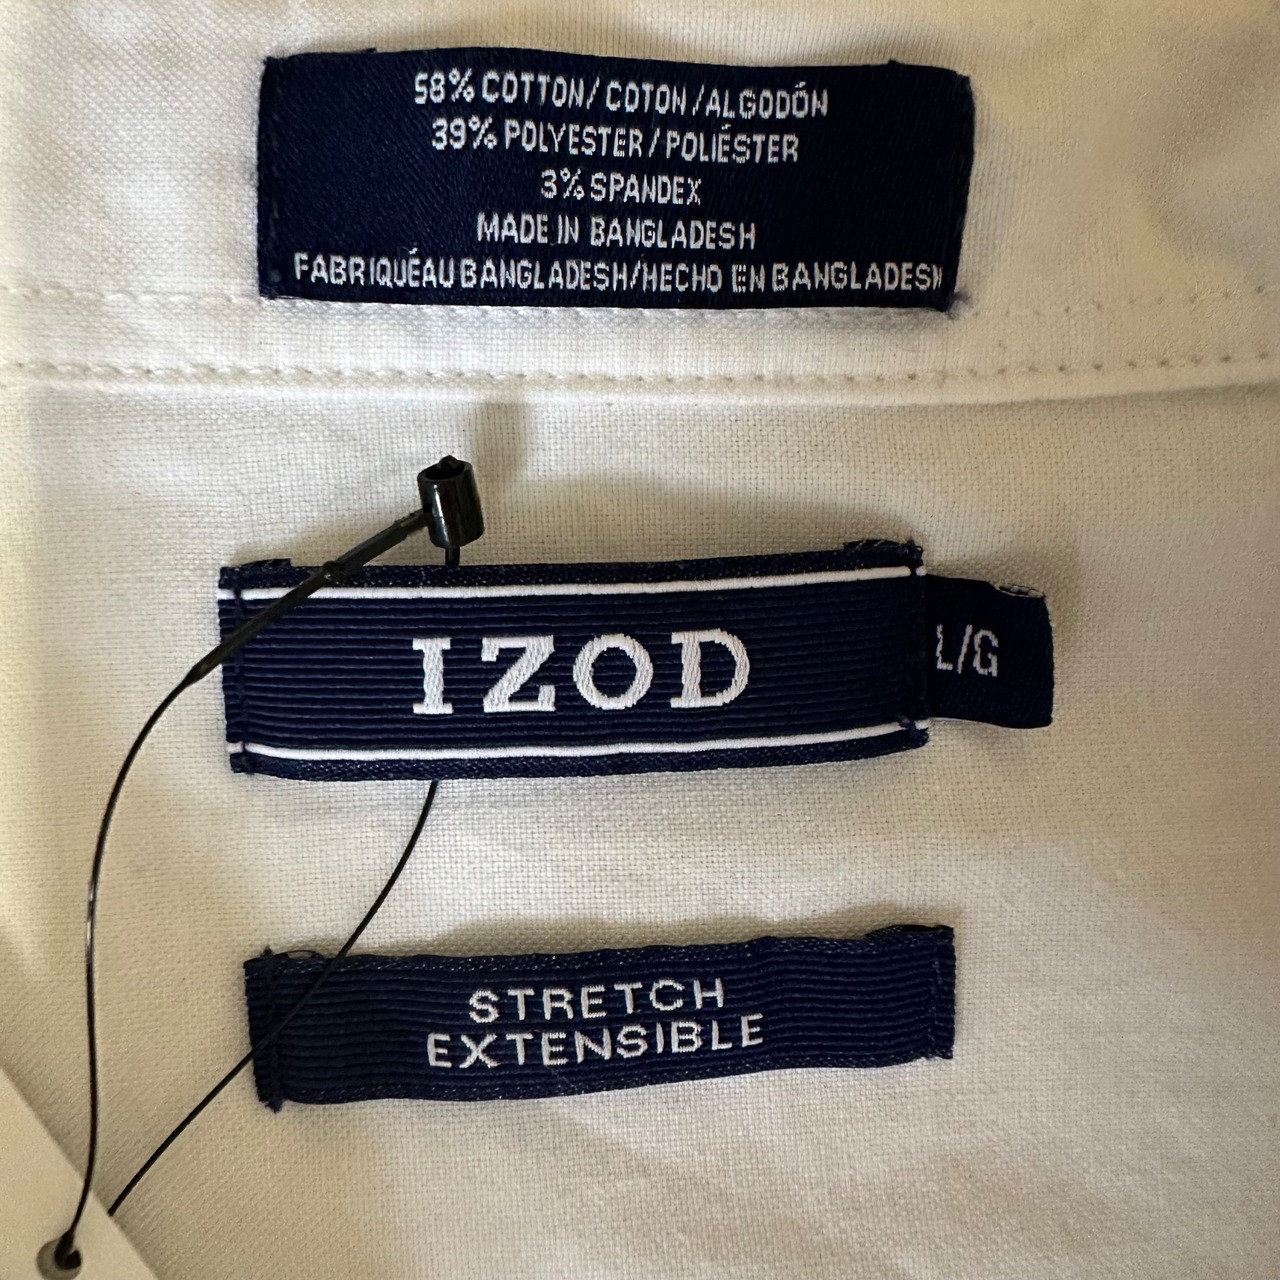 58% COTTON/COTON/ALGODÓN
39% POLYESTER/POLIÉSTER
3% SPANDEX
MADE IN BANGLADESH
FABRIQUÉAU BANGLADESH/HECHO EN BANGLADESH
IZOD
L/G
STRETCH
EXTENSIBLE